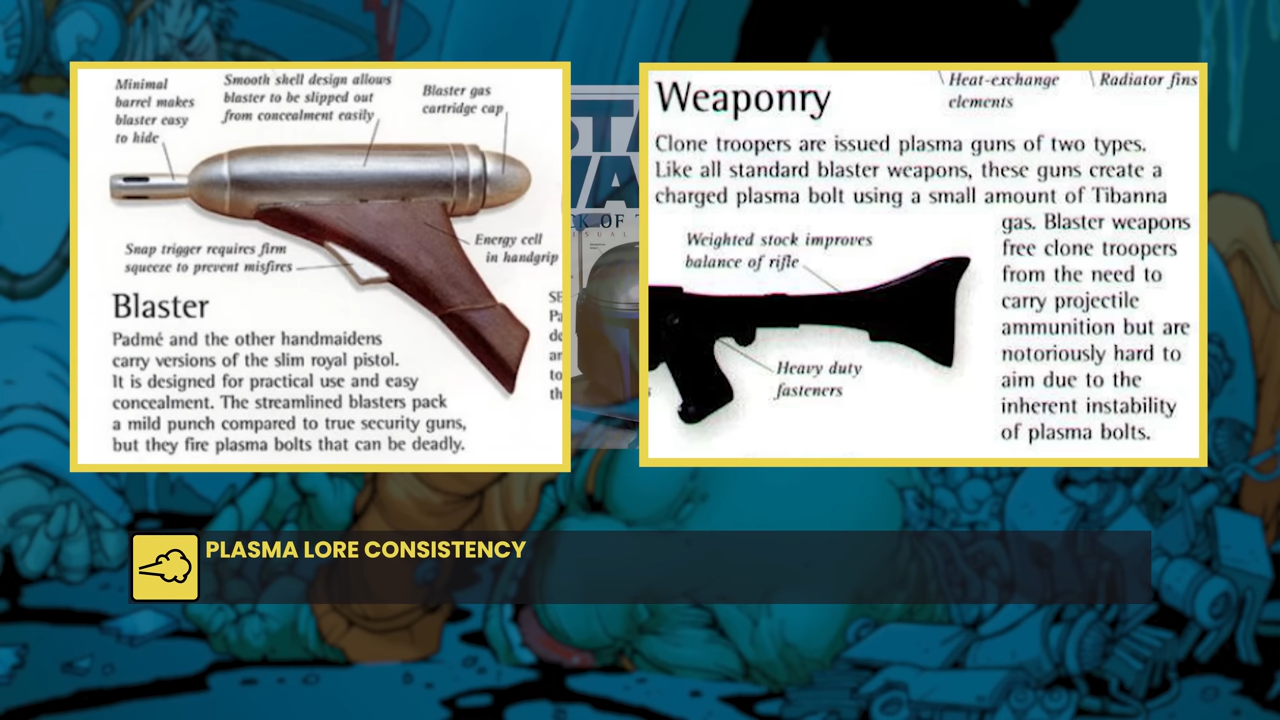 Minimal
barrel makes
blaster easy
to hide
Smooth shell design allows
blaster to be slipped out
from concealment easily
Blaster gas
cartridge cap
Snap trigger requires firm
squeeze to prevent misfires
Energy cell
in handgrip
Blaster
Padmé and the other handmaidens
carry versions of the slim royal pistol.
It is designed for practical use and easy
concealment. The streamlined blasters pack
a mild punch compared to true security guns,
but they fire plasma bolts that can be deadly.
Heat-exchange
elements
Radiator fins
Weaponry
Clone troopers are issued plasma guns of two types.
Like all standard blaster weapons, these guns create a
charged plasma bolt using a small amount of Tibanna
gas. Blaster weapons
free clone troopers
from the need to
carry projectile
ammunition but are
notoriously hard to
aim due to the
inherent instability
of plasma bolts.
Weighted stock improves
balance of rifle
Heavy duty
fasteners
PLASMA LORE CONSISTENCY